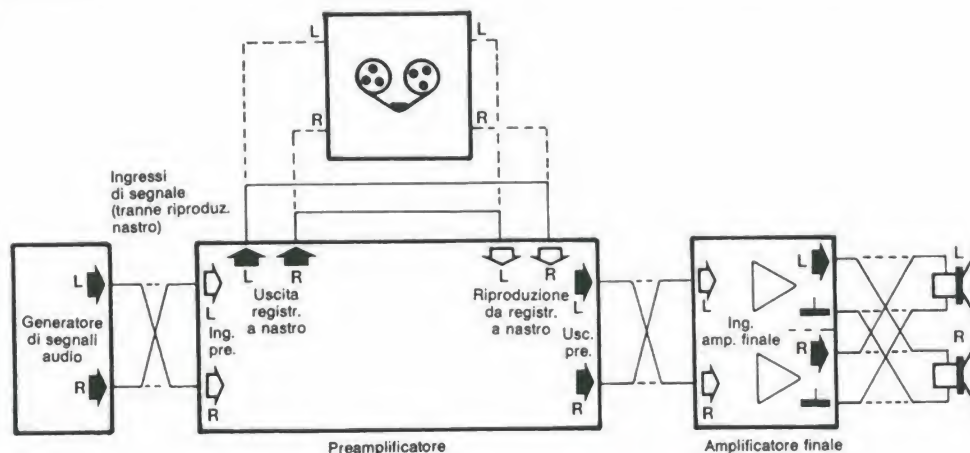 L
L
R
R
Ingressi
di segnale
(tranne riproduz.
nastro)
L
Generatore
di segnali
audio
R
L
Ing.
pre.
R
L
R
Uscita
registr.
a nastro
L
R
Riproduzione
da registr.
a nastro
L
Usc.
pre.
R
Preamplificatore
L
Ing.
amp. finale
R
L
R
Amplificatore finale
L
R